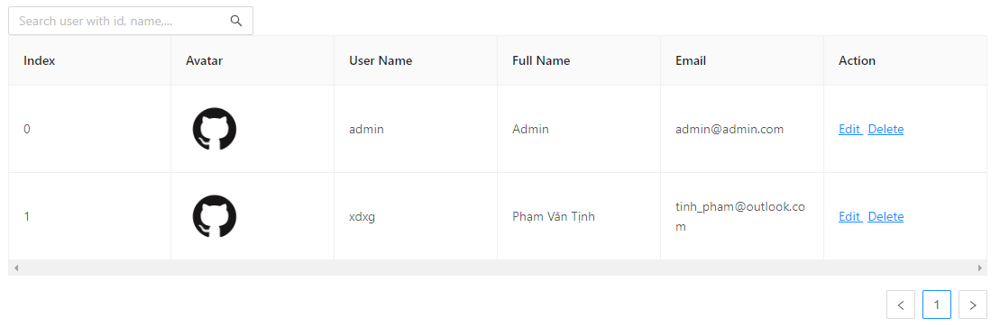 Search user with id, name,...
Index Avatar User Name Full Name Email Action
0 admin Admin admin@admin.com Edit Delete
1 xdxg Phạm Văn Tịnh tinh_pham@outlook.co Edit Delete
m
1